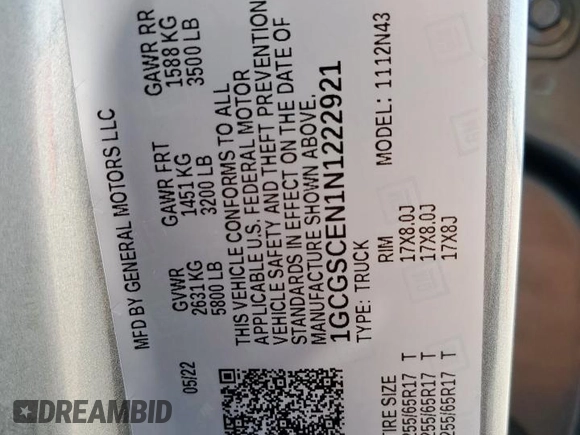 MFD BY GENERAL MOTORS LLC
05/22
GVWR
2631 KG
5800 LB
GAWR FRT
1451 KG
3200 LB
GAWR RR
1588 KG
3500 LB
THIS VEHICLE CONFORMS TO ALL
APPLICABLE U.S. FEDERAL MOTOR
VEHICLE SAFETY AND THEFT PREVENTION
STANDARDS IN EFFECT ON THE DATE OF
MANUFACTURE SHOWN ABOVE.
1GCGSCEN1N1222921
TYPE: TRUCK
MODEL: 1112N43
TIRE SIZE
RIM
255/65R17 T
17X8.0J
255/65R17 T
17X8.0J
255/65R17 T
17X8J
DREAMBID